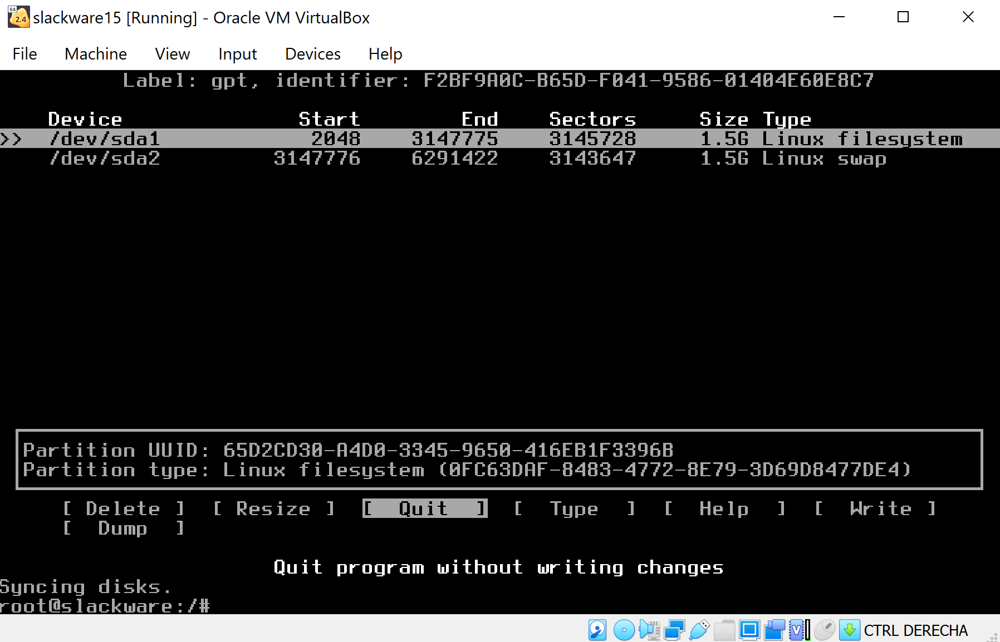 64
2.4
slackware15 [Running] - Oracle VM VirtualBox
File Machine View Input Devices Help
Label: gpt, identifier: F2BF9A0C-B65D-F041-9586-01404E60E8C7
Device Start End Sectors Size Type
>> /dev/sda1 2048 3147775 3145728 1.5G Linux filesystem
/dev/sda2 3147776 6291422 3143647 1.5G Linux swap
Partition UUID: 65D2CD30-A4D0-3345-9650-416EB1F3396B
Partition type: Linux filesystem (0FC63DAF-8483-4772-8E79-3D69D8477DE4)
[ Delete ] [ Resize ] [ Quit ] [ Type ] [ Help ] [ Write ]
[ Dump ]
Quit program without writing changes
Syncing disks.
root@slackware:/#
V
CTRL DERECHA